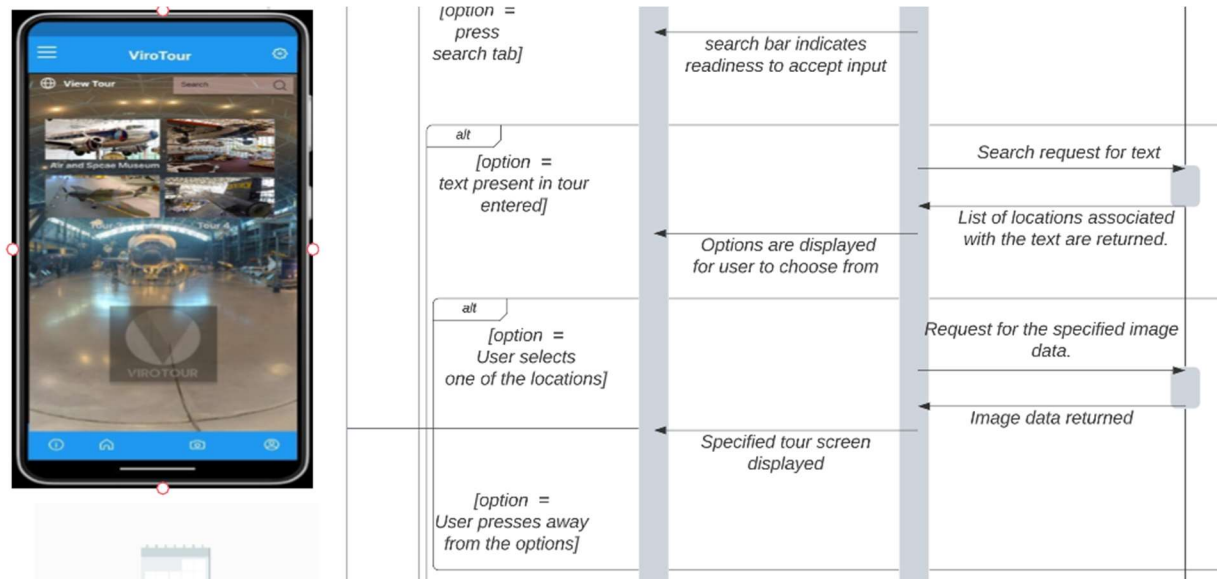 ViroTour
View Tour
Search
Air and Spcae Museum
Tour 4
VIROTOUR
[option =
press
search tab]
search bar indicates
readiness to accept input
alt
[option =
text present in tour
entered]
Search request for text
List of locations associated
with the text are returned.
Options are displayed
for user to choose from
alt
[option =
User selects
one of the locations]
Request for the specified image
data.
Image data returned
Specified tour screen
displayed
[option =
User presses away
from the options]